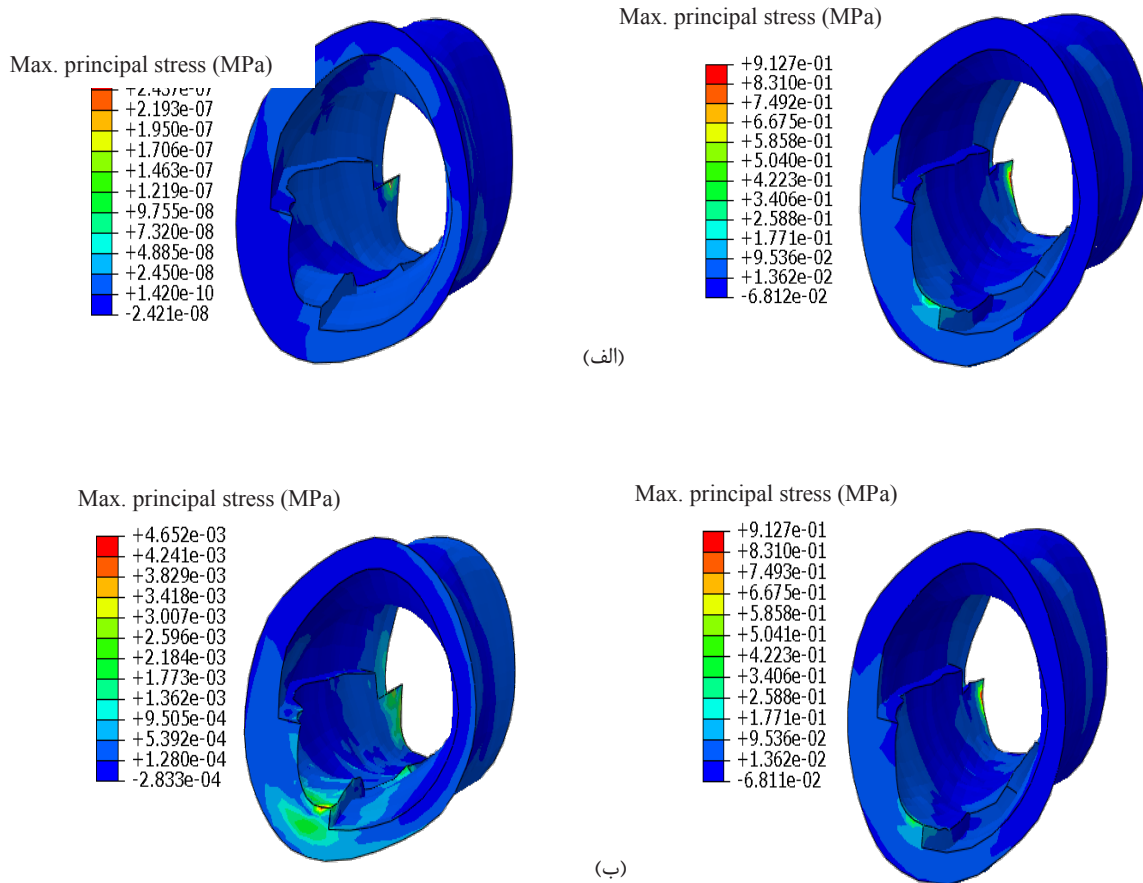 Max. principal stress (MPa)
+2.193e-07
+1.950e-07
+1.706e-07
+1.463e-07
+1.219e-07
+9.755e-08
+7.320e-08
+4.885e-08
+2.450e-08
+1.420e-10
-2.421e-08
Max. principal stress (MPa)
+9.127e-01
+8.310e-01
+7.492e-01
+6.675e-01
+5.858e-01
+5.040e-01
+4.223e-01
+3.406e-01
+2.588e-01
+1.771e-01
+9.536e-02
+1.362e-02
-6.812e-02
(الف)
Max. principal stress (MPa)
+4.652e-03
+4.241e-03
+3.829e-03
+3.418e-03
+3.007e-03
+2.596e-03
+2.184e-03
+1.773e-03
+1.362e-03
+9.505e-04
+5.392e-04
+1.280e-04
-2.833e-04
Max. principal stress (MPa)
+9.127e-01
+8.310e-01
+7.493e-01
+6.675e-01
+5.858e-01
+5.041e-01
+4.223e-01
+3.406e-01
+2.588e-01
+1.771e-01
+9.536e-02
+1.362e-02
-6.811e-02
(ب)